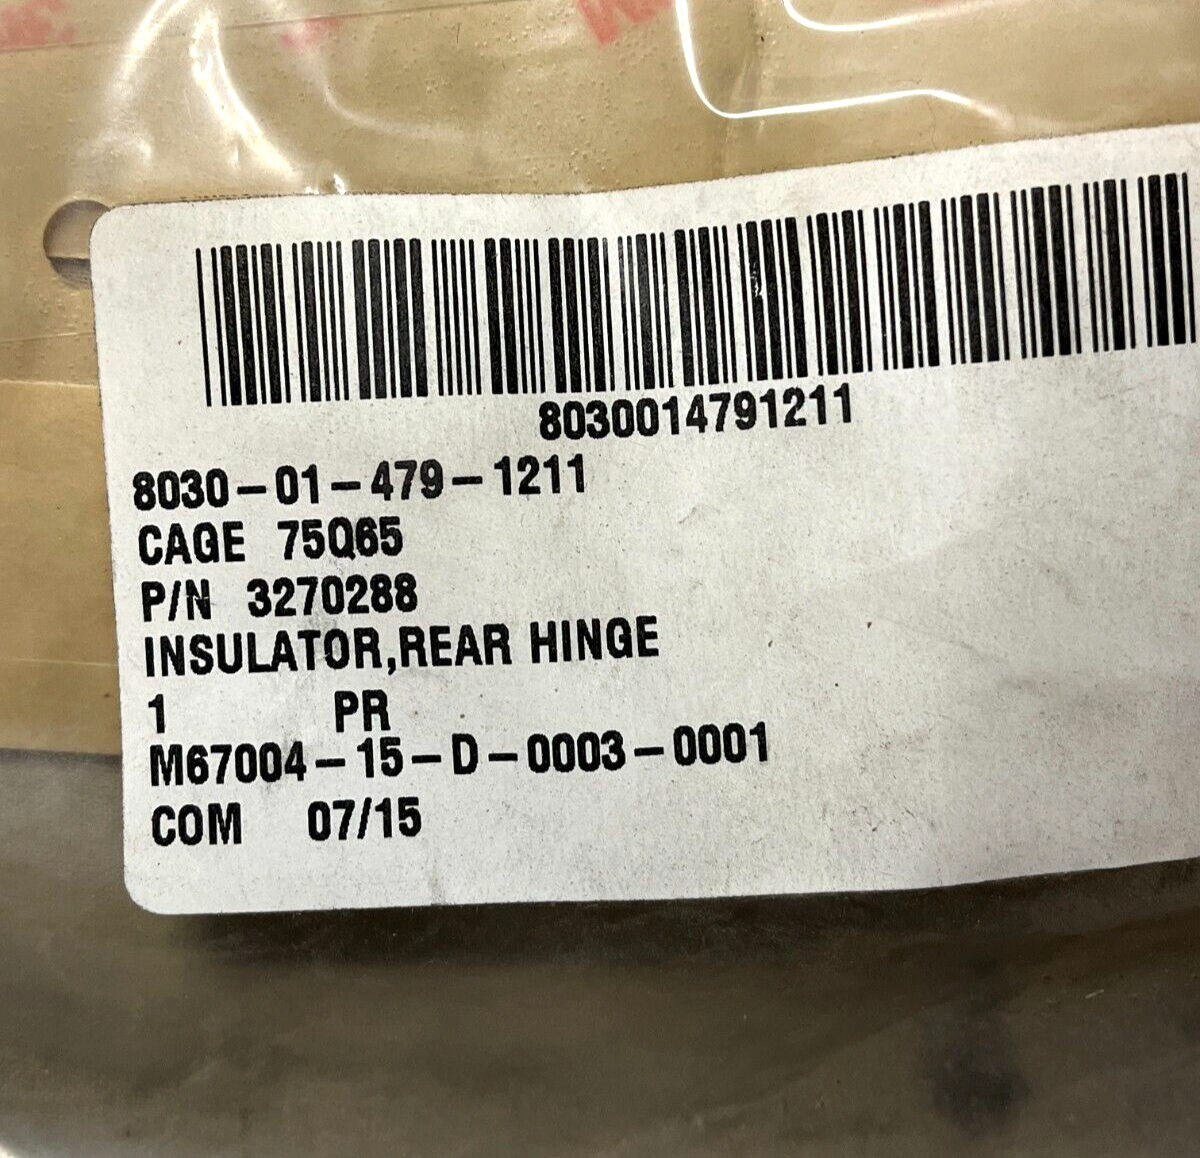 8030014791211
8030-01-479-1211
CAGE 75Q65
P/N 3270288
INSULATOR,REAR HINGE
1 PR
M67004-15-D-0003-0001
COM 07/15